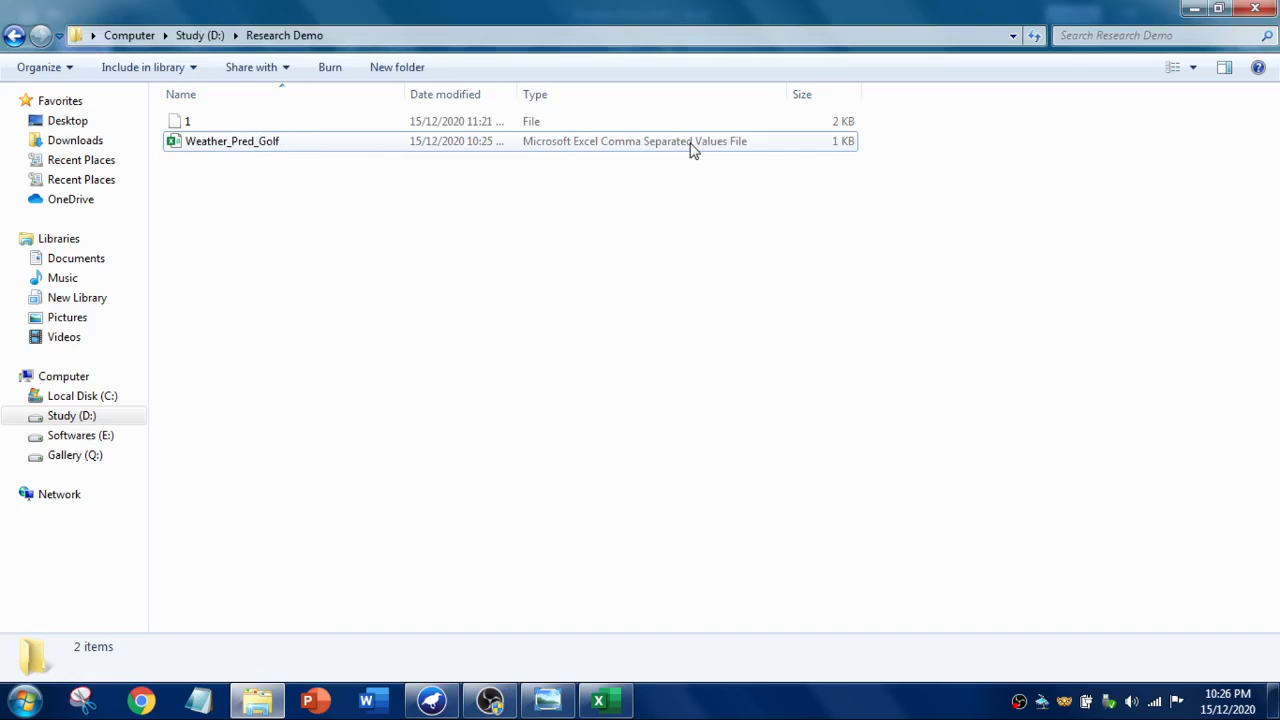 Computer Study (D:) Research Demo
Search Research Demo
Organize Include in library Share with Burn New folder
Name Date modified Type Size
1 15/12/2020 11:21 ... File 2 KB
Weather_Pred_Golf 15/12/2020 10:25 ... Microsoft Excel Comma Separated Values File 1 KB
Favorites
Desktop
Downloads
Recent Places
Recent Places
OneDrive
Libraries
Documents
Music
New Library
Pictures
Videos
Computer
Local Disk (C:)
Study (D:)
Softwares (E:)
Gallery (Q:)
Network
2 items
10:26 PM
15/12/2020